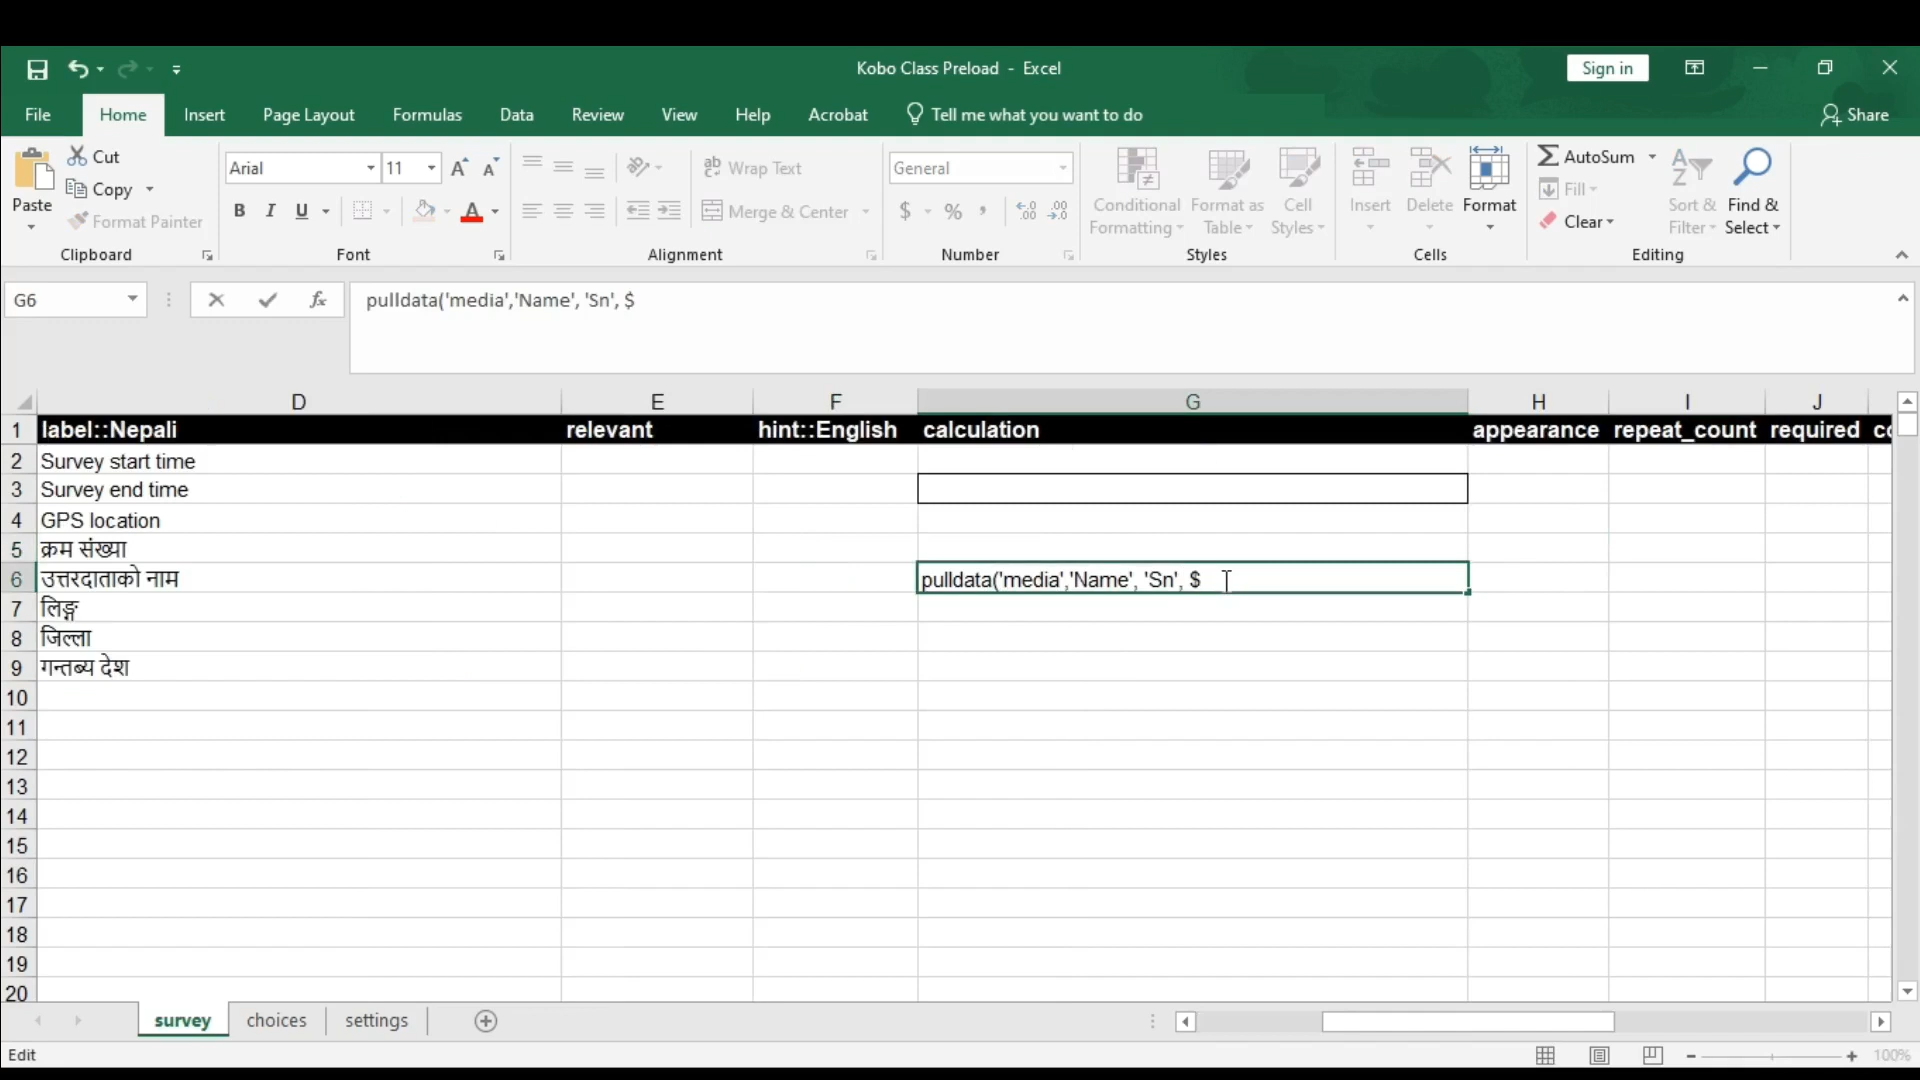 Kobo Class Preload - Excel
Sign in
File Home Insert Page Layout Formulas Data Review View Help Acrobat Tell me what you want to do Share
Paste
Cut
Copy
Format Painter
Clipboard
Arial 11
B I U
Font
Wrap Text
Merge & Center
Alignment
General
Number
Conditional Formatting
Format as Table
Cell Styles
Styles
Insert Delete Format
Cells
AutoSum
Fill
Clear
Sort & Filter
Find & Select
Editing
G6
pulldata('media','Name', 'Sn', $
D E F G H I J
1 label::Nepali relevant hint::English calculation appearance repeat_count required
2 Survey start time
3 Survey end time
4 GPS location
5 क्रम संख्या
6 उत्तरदाताको नाम pulldata('media','Name', 'Sn', $
7 लिङ्ग
8 जिल्ला
9 गन्तब्य देश
10
11
12
13
14
15
16
17
18
19
20
survey choices settings
Edit
100%